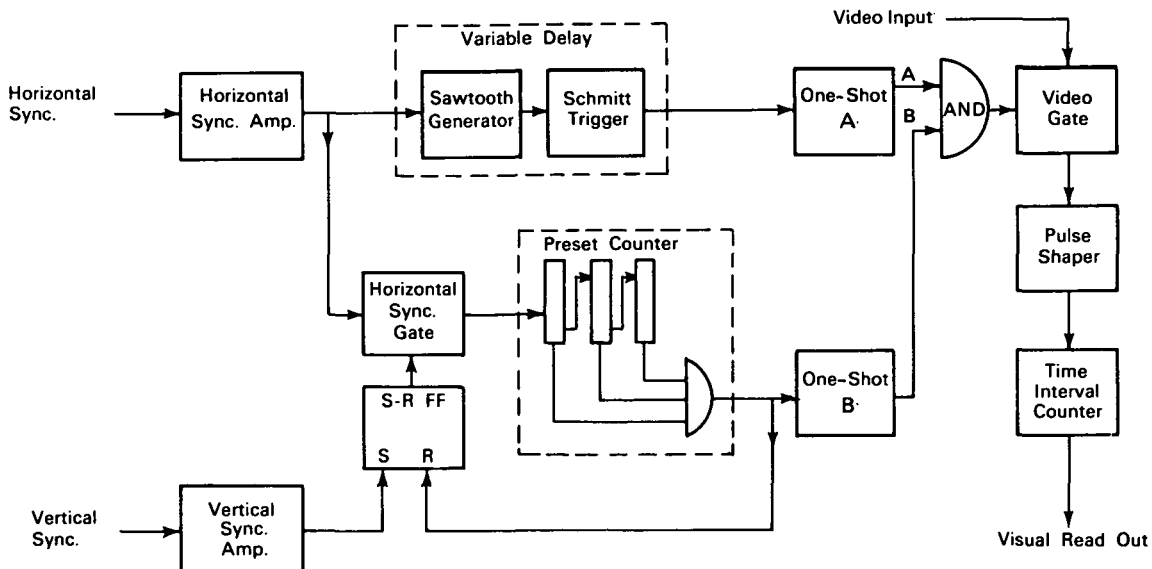 Video Input
Variable Delay
Horizontal
Sync.
Horizontal
Sync. Amp.
Sawtooth
Generator
Schmitt
Trigger
One-Shot
A
A
B
AND
Video
Gate
Preset Counter
Pulse
Shaper
Horizontal
Sync.
Gate
One-Shot
B
Time
Interval
Counter
S-R FF
S R
Vertical
Sync.
Vertical
Sync.
Amp.
Visual Read Out